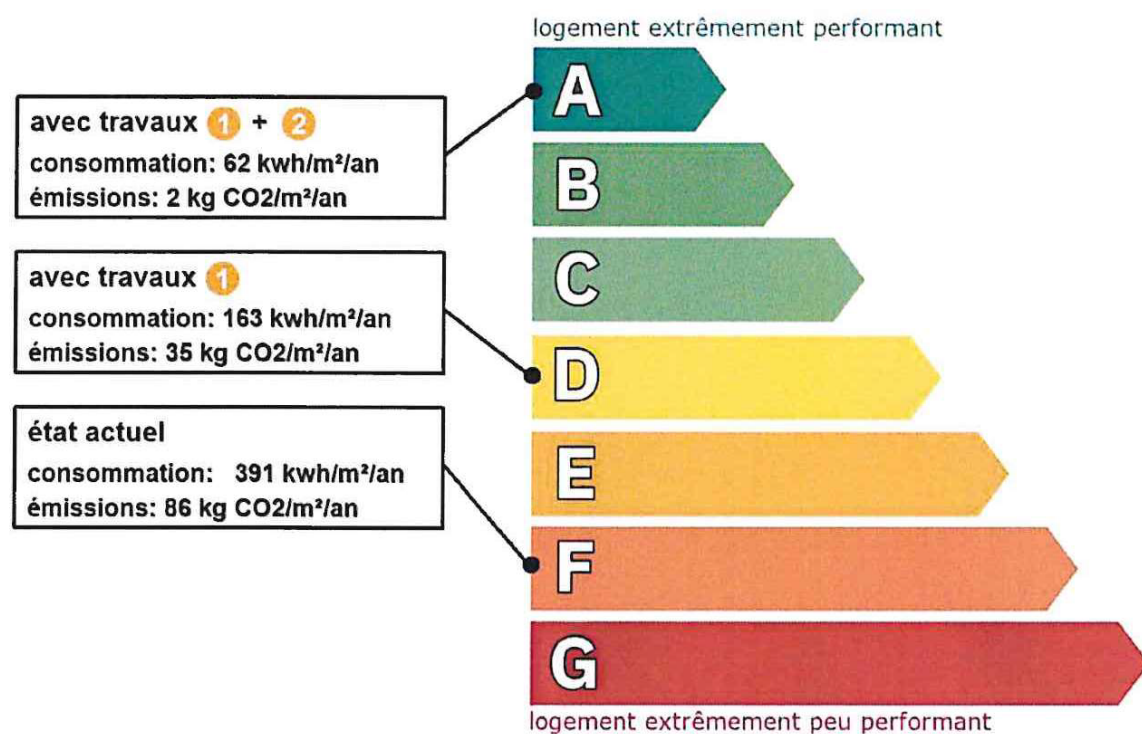 logement extrêmement performant
A
avec travaux 1 + 2
consommation: 62 kwh/m²/an
émissions: 2 kg CO2/m²/an
B
C
avec travaux 1
consommation: 163 kwh/m²/an
émissions: 35 kg CO2/m²/an
D
état actuel
consommation: 391 kwh/m²/an
émissions: 86 kg CO2/m²/an
E
F
G
logement extrêmement peu performant